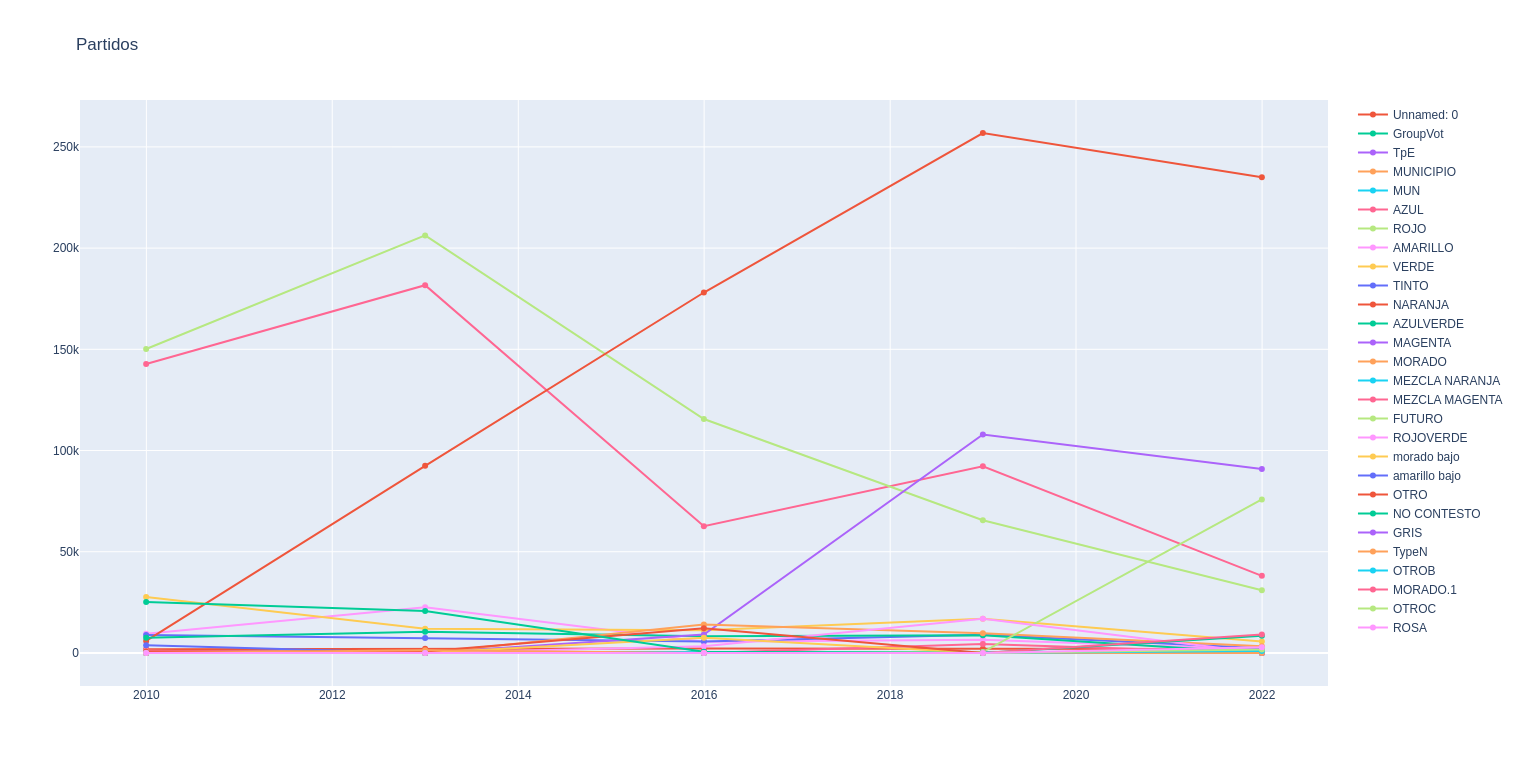 Partidos
250k
200k
150k
100k
50k
0
2010
2012
2014
2016
2018
2020
2022
Unnamed: 0
GroupVot
TpE
MUNICIPIO
MUN
AZUL
ROJO
AMARILLO
VERDE
TINTO
NARANJA
AZULVERDE
MAGENTA
MORADO
MEZCLA NARANJA
MEZCLA MAGENTA
FUTURO
ROJOVERDE
morado bajo
amarillo bajo
OTRO
NO CONTESTO
GRIS
TypeN
OTROB
MORADO.1
OTROC
ROSA